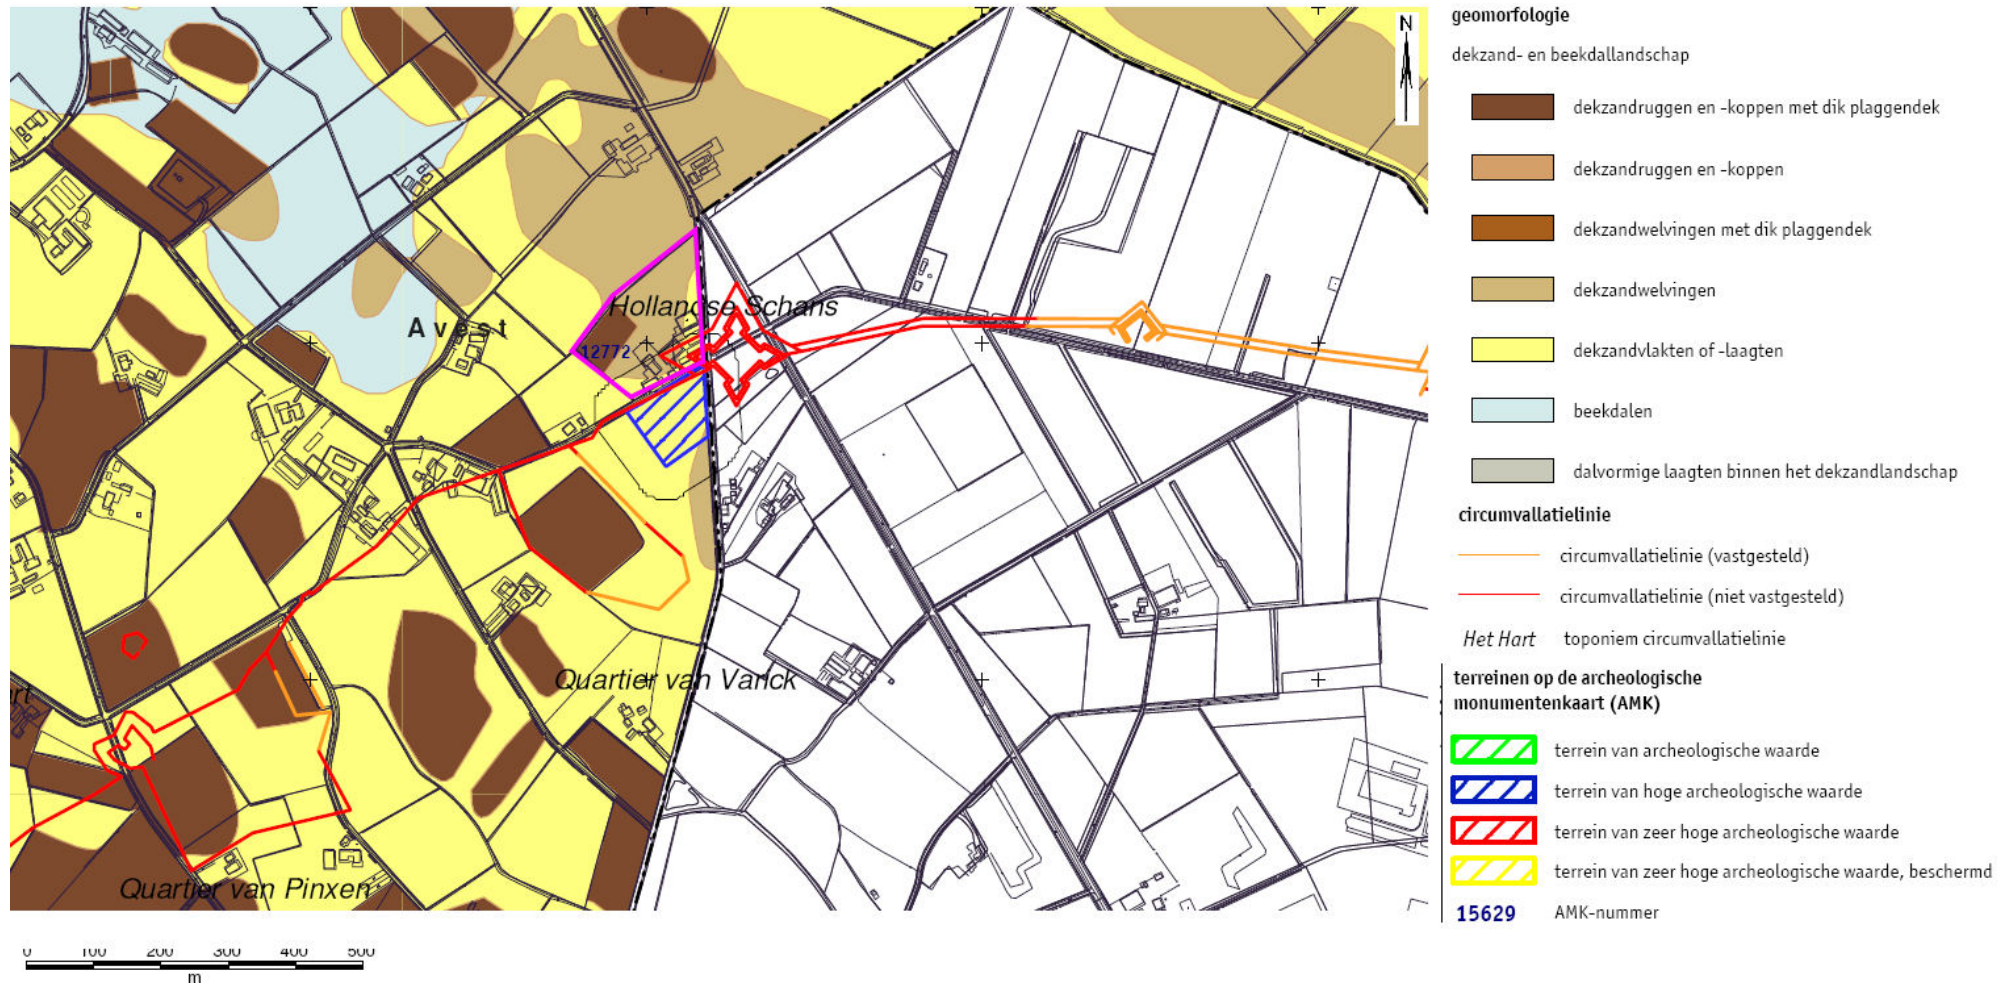 N
Hollandse Schans
Avest
12772
Quartier van Varick
Quartier van Pinxen
0 100 200 300 400 500
m
geomorfologie
dekzand- en beekdallandschap
dekzandruggen en -koppen met dik plaggendek
dekzandruggen en -koppen
dekzandwelvingen met dik plaggendek
dekzandwelvingen
dekzandvlakten of -laagten
beekdalen
dalvormige laagten binnen het dekzandlandschap
circumvallatielinie
circumvallatielinie (vastgesteld)
circumvallatielinie (niet vastgesteld)
Het Hart toponiem circumvallatielinie
terreinen op de archeologische
monumentenkaart (AMK)
terrein van archeologische waarde
terrein van hoge archeologische waarde
terrein van zeer hoge archeologische waarde
terrein van zeer hoge archeologische waarde, beschermd
15629 AMK-nummer